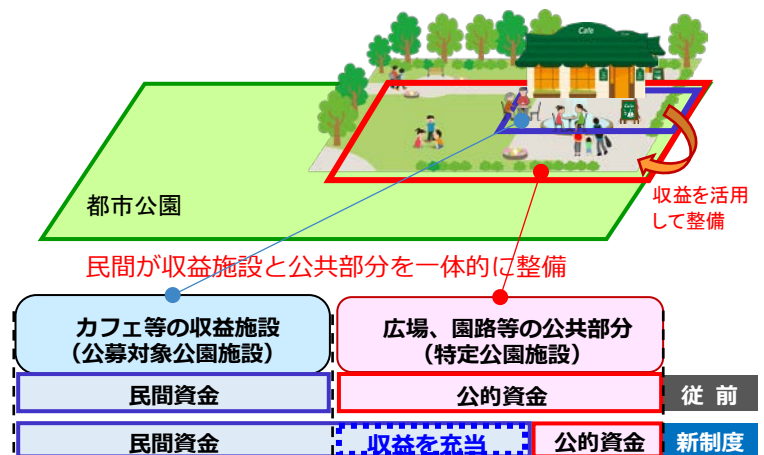 Cafe
Cafe
都市公園
収益を活用
して整備
民間が収益施設と公共部分を一体的に整備
カフェ等の収益施設
（公募対象公園施設）
広場、園路等の公共部分
（特定公園施設）
民間資金
公的資金
従 前
民間資金
収益を充当
公的資金
新制度